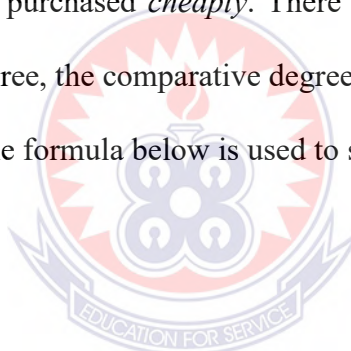 purchased cheaply. There
ree, the comparative degree
e formula below is used to s
EDUCATION FOR SERVICE